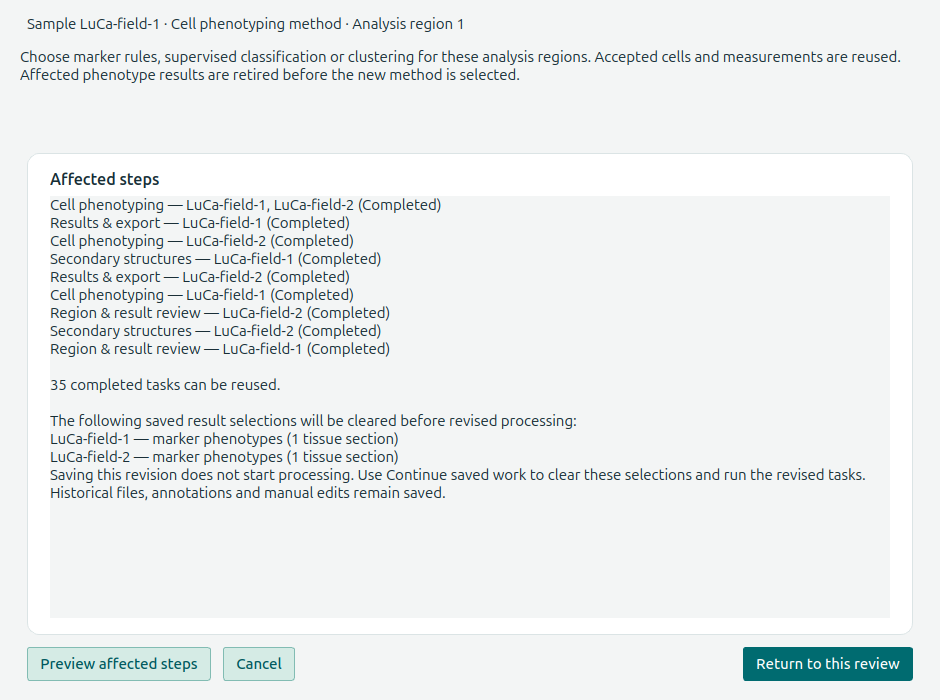 Sample LuCa-field-1 · Cell phenotyping method · Analysis region 1
Choose marker rules, supervised classification or clustering for these analysis regions. Accepted cells and measurements are reused.
Affected phenotype results are retired before the new method is selected.
Affected steps
Cell phenotyping — LuCa-field-1, LuCa-field-2 (Completed)
Results & export — LuCa-field-1 (Completed)
Cell phenotyping — LuCa-field-2 (Completed)
Secondary structures — LuCa-field-1 (Completed)
Results & export — LuCa-field-2 (Completed)
Cell phenotyping — LuCa-field-1 (Completed)
Region & result review — LuCa-field-2 (Completed)
Secondary structures — LuCa-field-2 (Completed)
Region & result review — LuCa-field-1 (Completed)
35 completed tasks can be reused.
The following saved result selections will be cleared before revised processing:
LuCa-field-1 — marker phenotypes (1 tissue section)
LuCa-field-2 — marker phenotypes (1 tissue section)
Saving this revision does not start processing. Use Continue saved work to clear these selections and run the revised tasks.
Historical files, annotations and manual edits remain saved.
Preview affected steps
Cancel
Return to this review